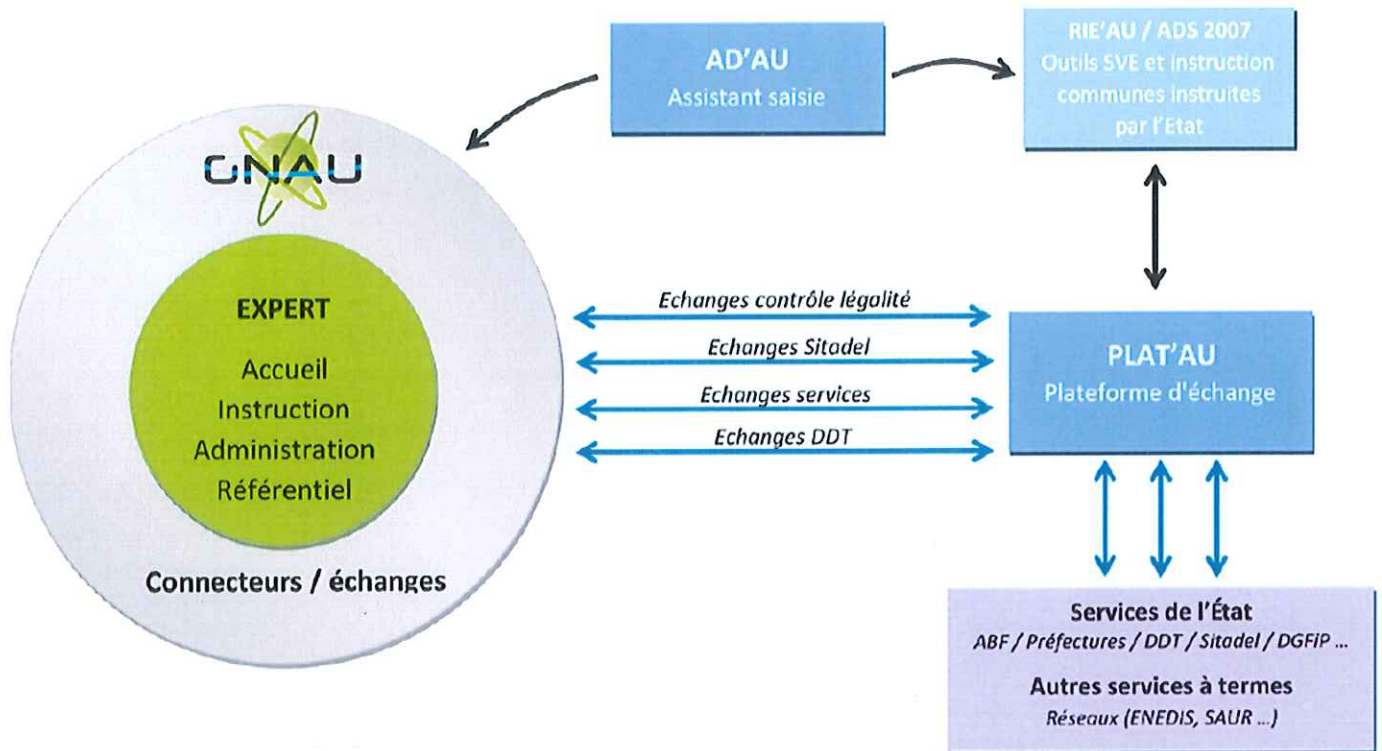 AD'AU
Assistant saisie
RIE'AU / ADS 2007
Outils SVE et instruction
communes instruites
par l'Etat
GNAU
EXPERT
Accueil
Instruction
Administration
Référentiel
Connecteurs / échanges
Echanges contrôle légalité
Echanges Sitadel
Echanges services
Echanges DDT
PLAT'AU
Plateforme d'échange
Services de l'État
ABF / Préfectures / DDT / Sitadel / DGFiP ...
Autres services à termes
Réseaux (ENEDIS, SAUR ...)